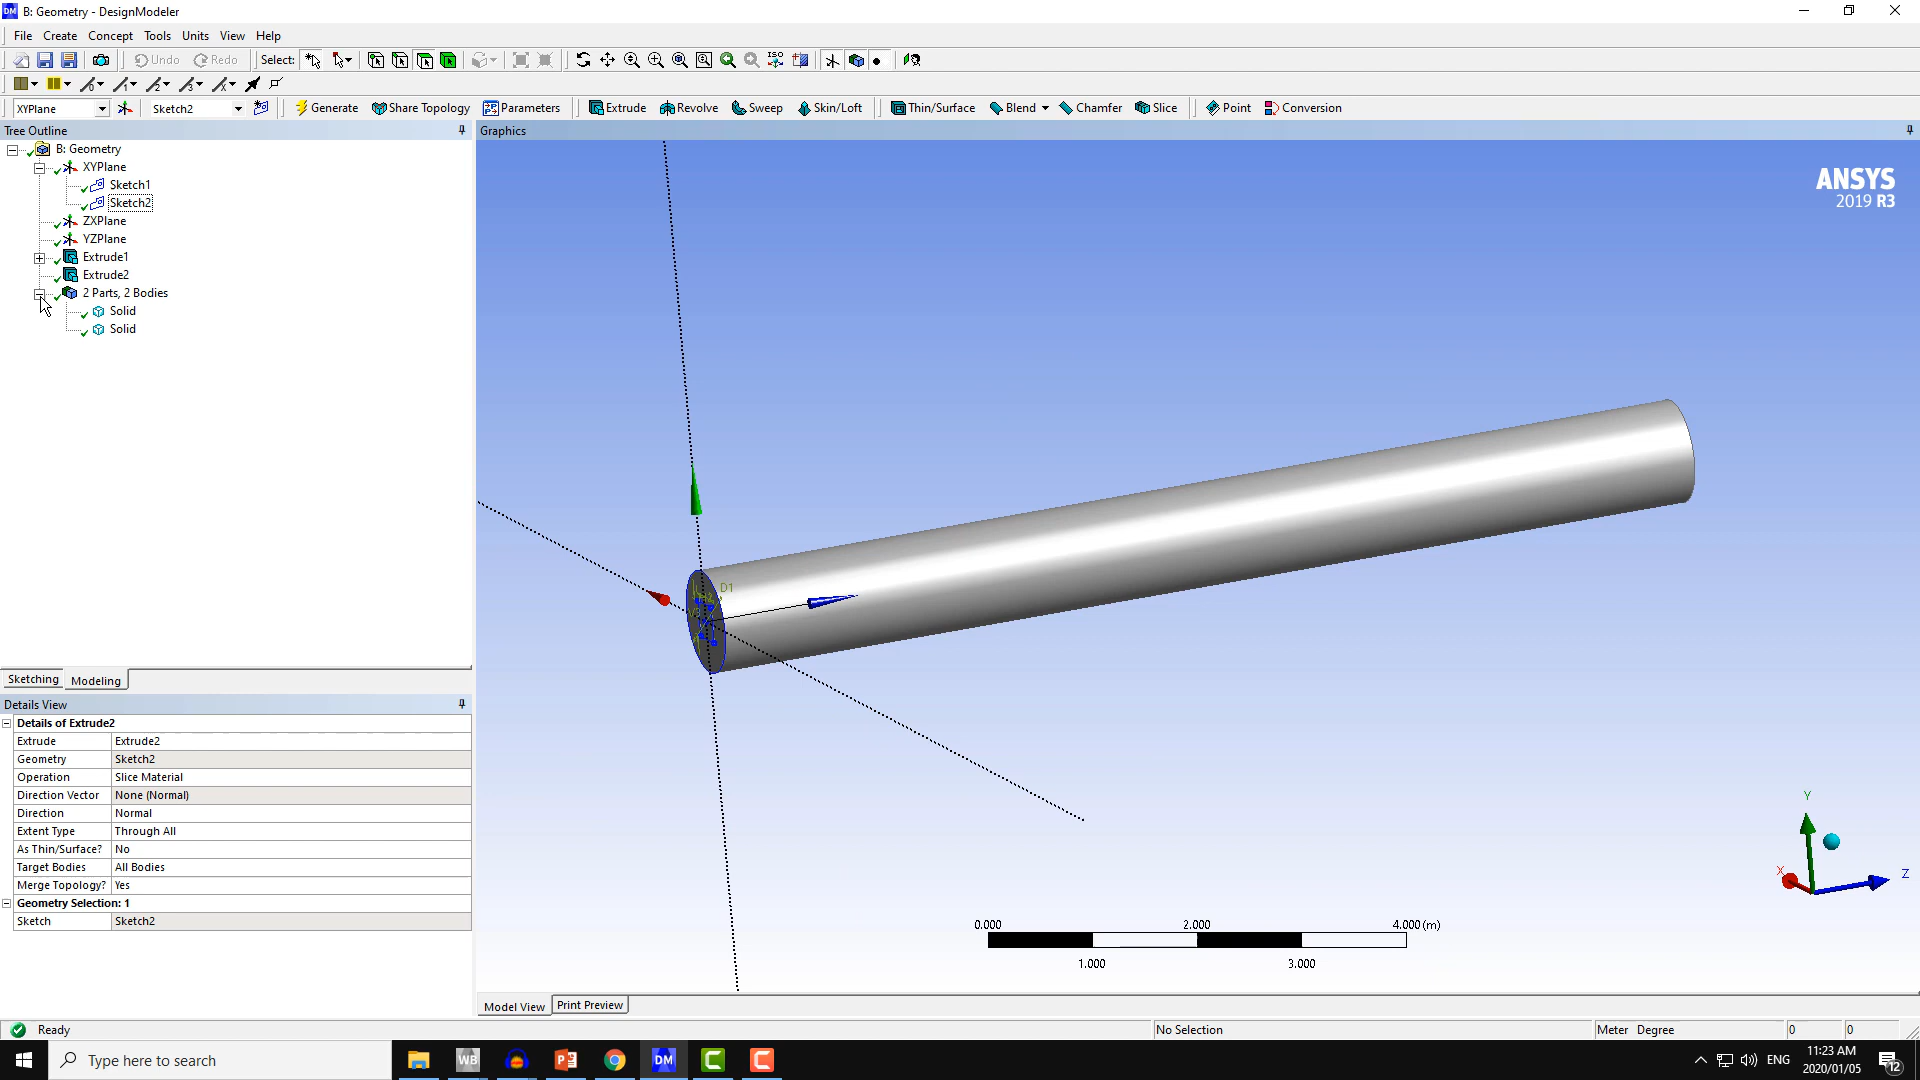 B: Geometry - DesignModeler
File Create Concept Tools Units View Help
Undo Redo Select: ISO
XYPlane Sketch2 Generate Share Topology Parameters Extrude Revolve Sweep Skin/Loft Thin/Surface Blend Chamfer Slice Point Conversion
Tree Outline
Graphics
B: Geometry
XYPlane
Sketch1
Sketch2
ZXPlane
YZPlane
Extrude1
Extrude2
2 Parts, 2 Bodies
Solid
Solid
ANSYS
2019 R3
D1
Sketching Modeling
Details View
Details of Extrude2
Extrude Extrude2
Geometry Sketch2
Operation Slice Material
Direction Vector None (Normal)
Direction Normal
Extent Type Through All
As Thin/Surface? No
Target Bodies All Bodies
Merge Topology? Yes
Geometry Selection: 1
Sketch Sketch2
Y
X
Z
0.000 2.000 4.000 (m)
1.000 3.000
Model View Print Preview
Ready
No Selection
Meter Degree 0 0
Type here to search
WB
DM
ENG
11:23 AM
2020/01/05
12